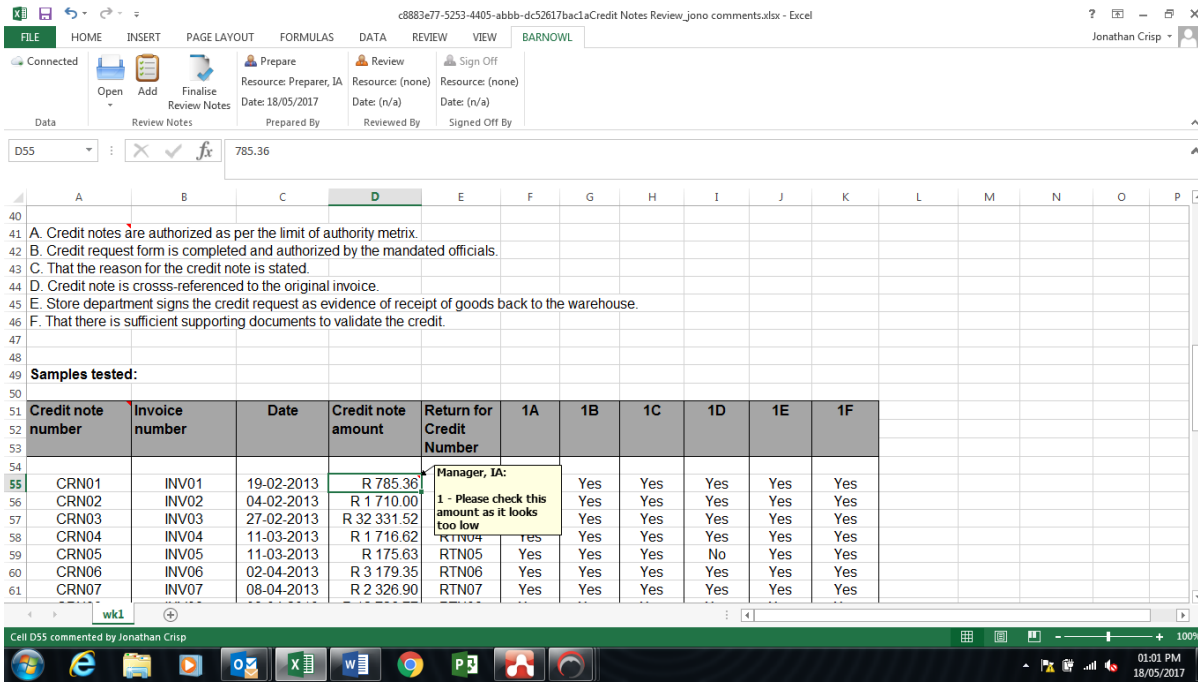 c8883e77-5253-4405-abbb-dc52617bac1aCredit Notes Review_jono comments.xlsx - Excel
FILE HOME INSERT PAGE LAYOUT FORMULAS DATA REVIEW VIEW BARNOWL Jonathan Crisp
Connected Open Add Finalise Review Notes
Prepare Review Sign Off
Resource: Preparer, IA Resource: (none) Resource: (none)
Date: 18/05/2017 Date: (n/a) Date: (n/a)
Data Review Notes Prepared By Reviewed By Signed Off By
D55 fx 785.36
A B C D E F G H I J K L M N O P
40
41 A. Credit notes are authorized as per the limit of authority metrix.
42 B. Credit request form is completed and authorized by the mandated officials.
43 C. That the reason for the credit note is stated.
44 D. Credit note is crosss-referenced to the original invoice.
45 E. Store department signs the credit request as evidence of receipt of goods back to the warehouse.
46 F. That there is sufficient supporting documents to validate the credit.
47
48
49 Samples tested:
50
51 Credit note Invoice Date Credit note Return for 1A 1B 1C 1D 1E 1F
52 number number amount Credit
53 Number
54
Manager, IA:
1 - Please check this
amount as it looks
too low
55 CRN01 INV01 19-02-2013 R 785.36 Yes Yes Yes Yes Yes
56 CRN02 INV02 04-02-2013 R 1 710.00 Yes Yes Yes Yes Yes
57 CRN03 INV03 27-02-2013 R 32 331.52 Yes Yes Yes Yes Yes
58 CRN04 INV04 11-03-2013 R 1 716.62 RTN04 Yes Yes Yes Yes Yes Yes
59 CRN05 INV05 11-03-2013 R 175.63 RTN05 Yes Yes Yes No Yes Yes
60 CRN06 INV06 02-04-2013 R 3 179.35 RTN06 Yes Yes Yes Yes Yes Yes
61 CRN07 INV07 08-04-2013 R 2 326.90 RTN07 Yes Yes Yes Yes Yes Yes
wk1
Cell D55 commented by Jonathan Crisp 100%
01:01 PM
18/05/2017